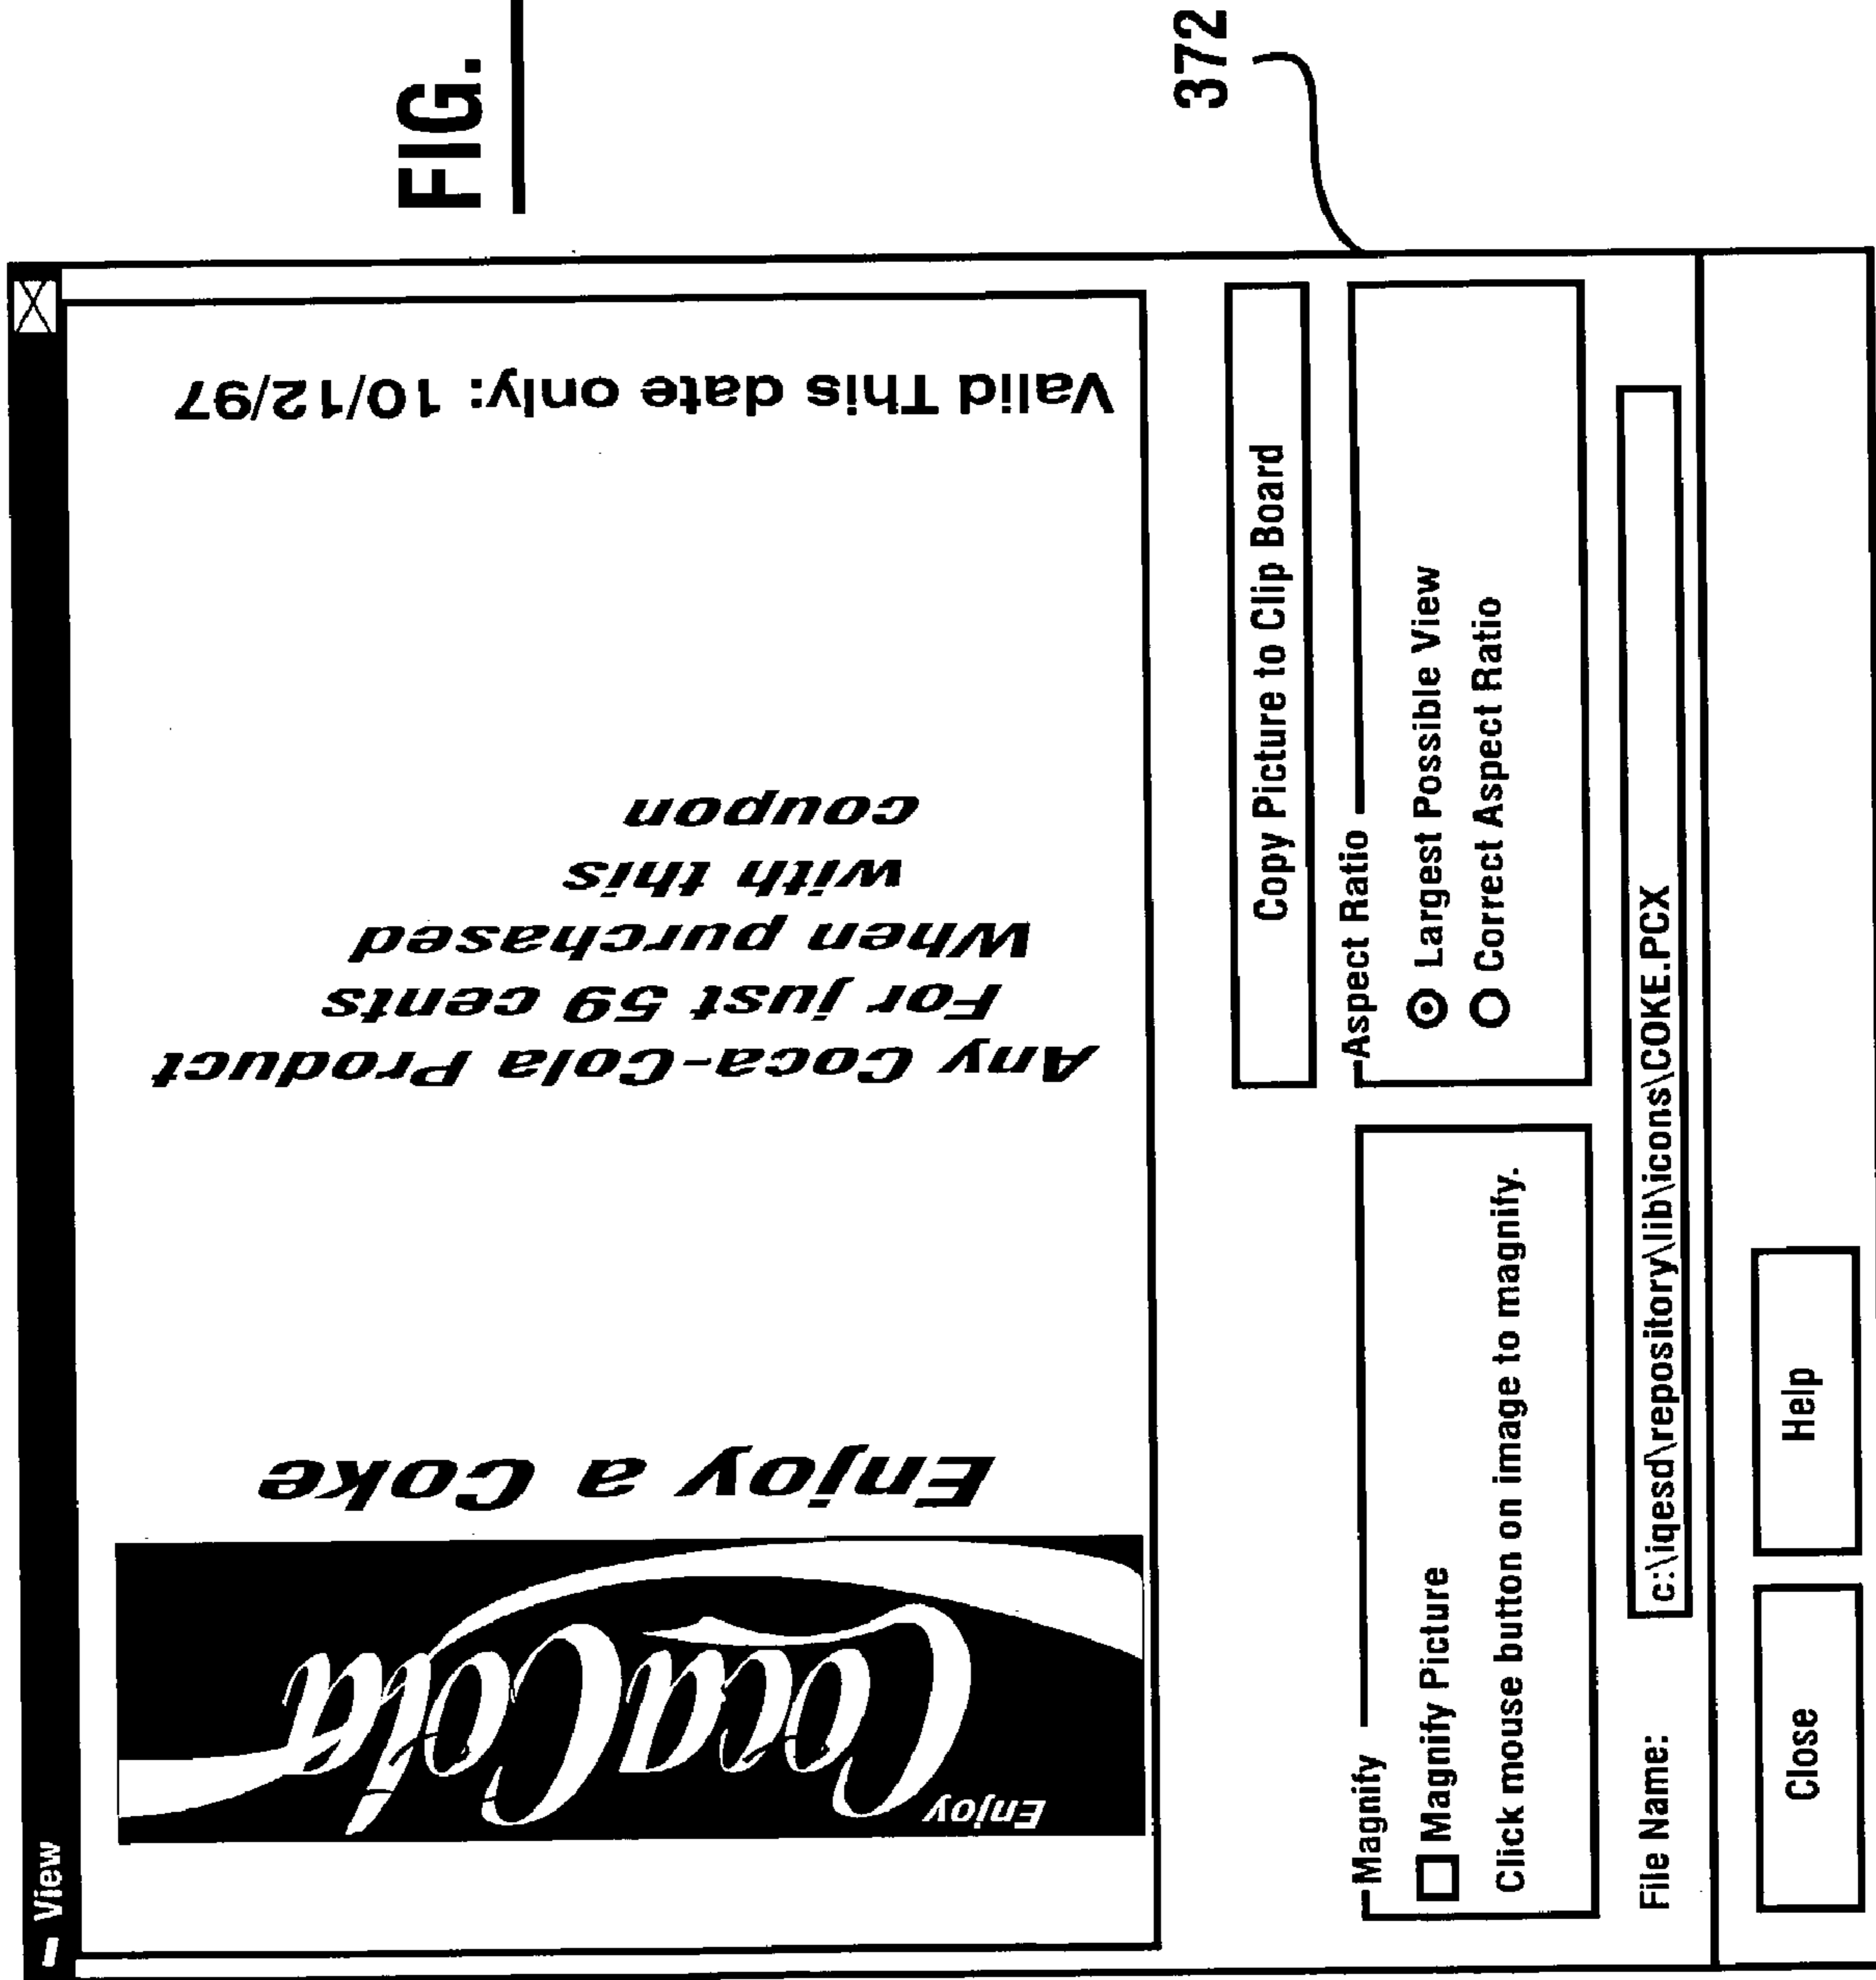 FIG.
372
View
Enjoy
Coca-Cola
Enjoy a Coke
Any Coca-Cola Product
For just 59 cents
When purchased
with this
coupon
Valid This date only: 10/12/97
Copy Picture to Clip Board
Magnify
Magnify Picture
Click mouse button on image to magnify.
Aspect Ratio
Largest Possible View
Correct Aspect Ratio
File Name: c:\iqesd\repository\lib\icons\COKE.PCX
Close
Help